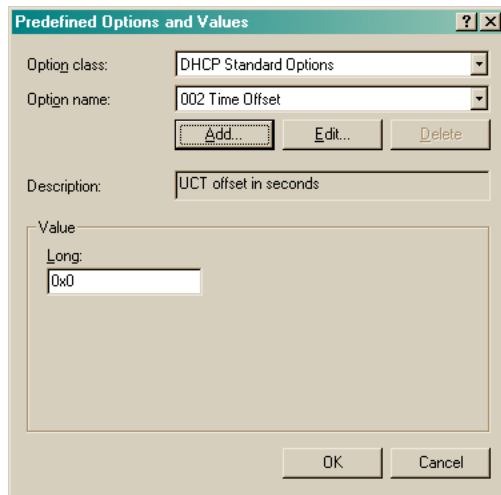 Predefined Options and Values
Option class: DHCP Standard Options
Option name: 002 Time Offset
Add... Edit... Delete
Description: UCT offset in seconds
Value
Long:
0x0
OK Cancel